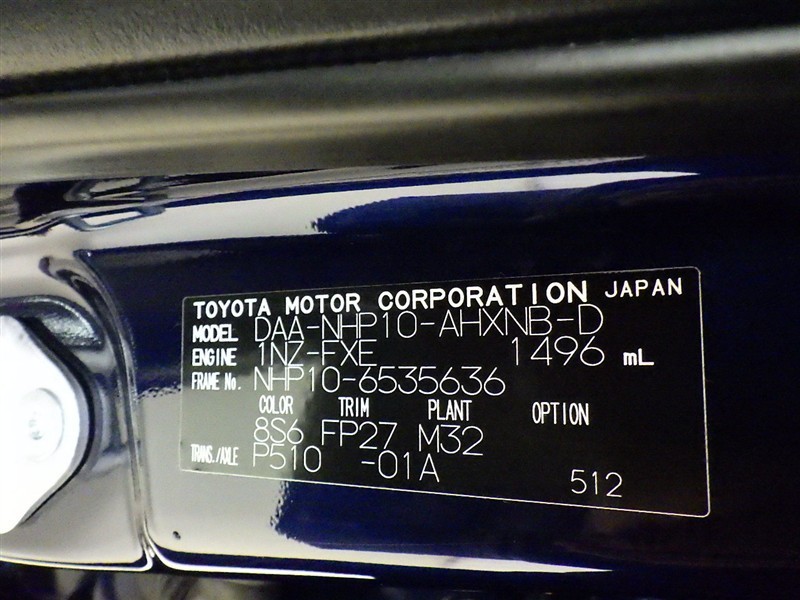 TOYOTA MOTOR CORPORATION JAPAN
MODEL DAA-NHP10-AHXNB-D
ENGINE 1NZ-FXE 1496 mL
FRAME No. NHP10-6535636
COLOR TRIM PLANT OPTION
8S6 FP27 M32
TRANS./AXLE P510 -01A
512